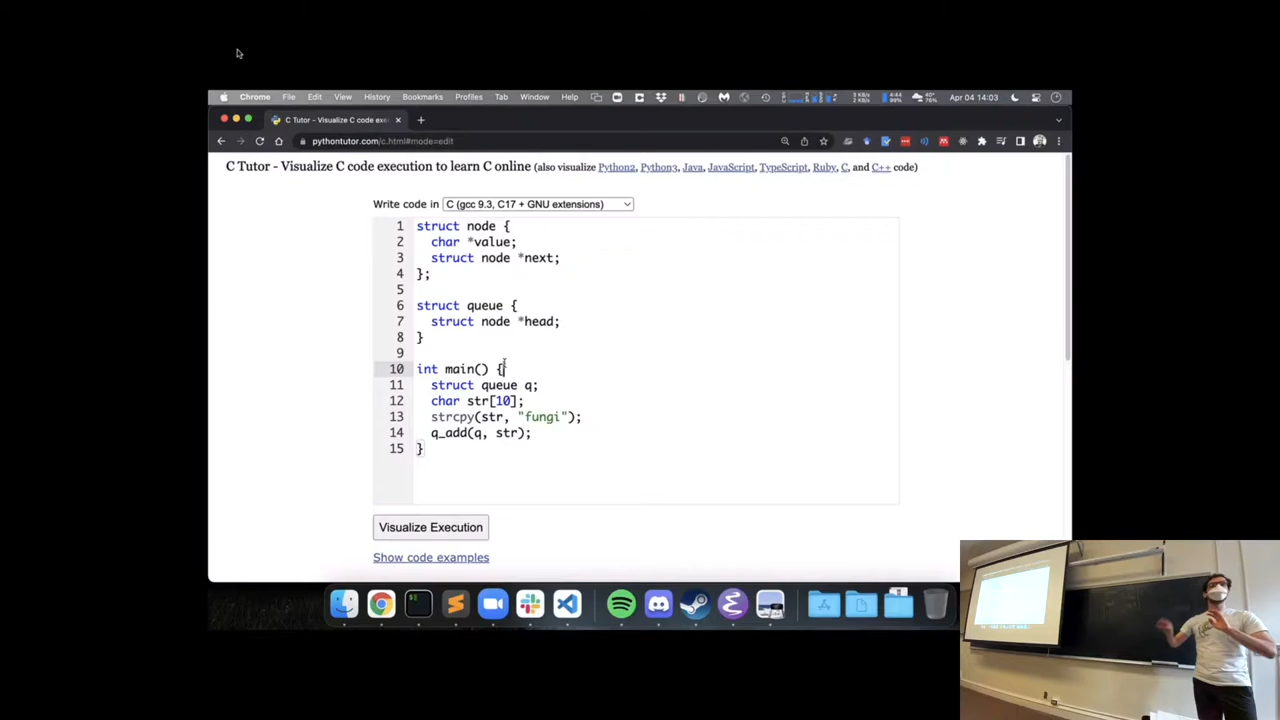 Chrome File Edit View History Bookmarks Profiles Tab Window Help Apr 04 14:03
C Tutor - Visualize C code exe
pythontutor.com/c.html#mode=edit
C Tutor - Visualize C code execution to learn C online (also visualize Python2, Python3, Java, JavaScript, TypeScript, Ruby, C, and C++ code)
Write code in C (gcc 9.3, C17 + GNU extensions)
1 struct node {
2 char *value;
3 struct node *next;
4 };
5
6 struct queue {
7 struct node *head;
8 }
9
10 int main() {
11 struct queue q;
12 char str[10];
13 strcpy(str, "fungi");
14 q_add(q, str);
15 }
Visualize Execution
Show code examples